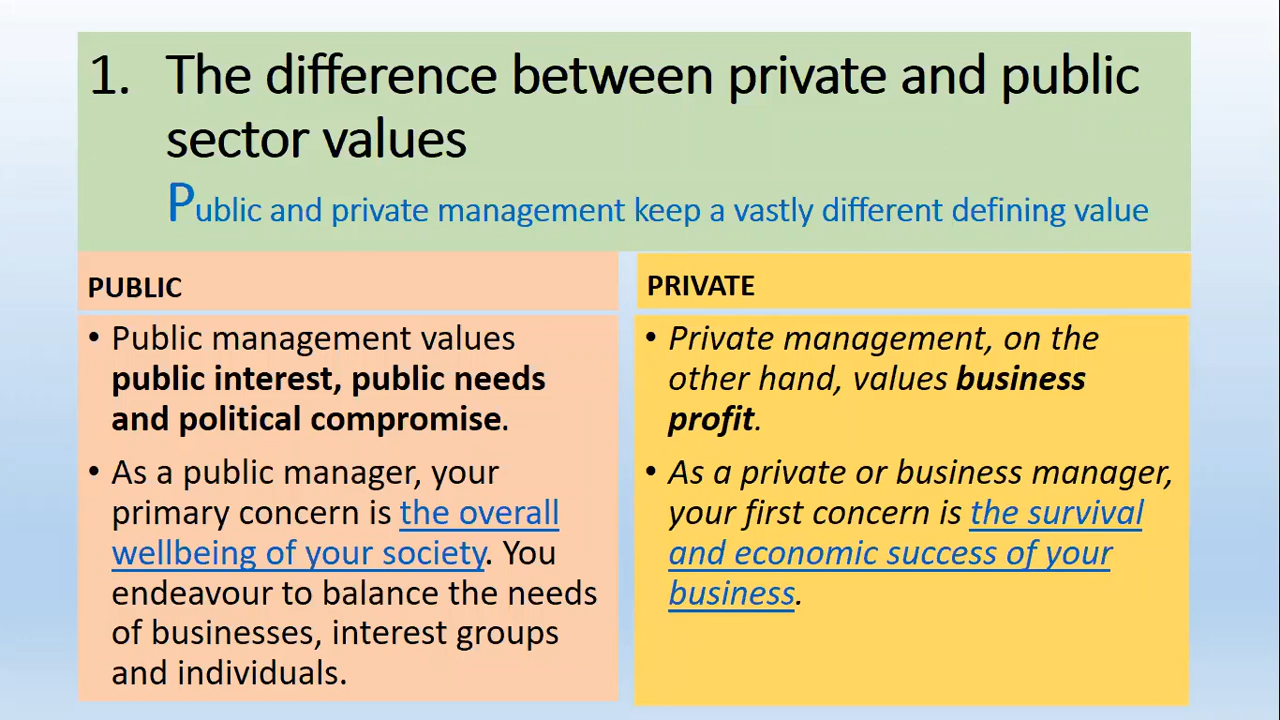 1. The difference between private and public
sector values
Public and private management keep a vastly different defining value
PUBLIC
• Public management values
public interest, public needs
and political compromise.
• As a public manager, your
primary concern is the overall
wellbeing of your society. You
endeavour to balance the needs
of businesses, interest groups
and individuals.
PRIVATE
• Private management, on the
other hand, values business
profit.
• As a private or business manager,
your first concern is the survival
and economic success of your
business.